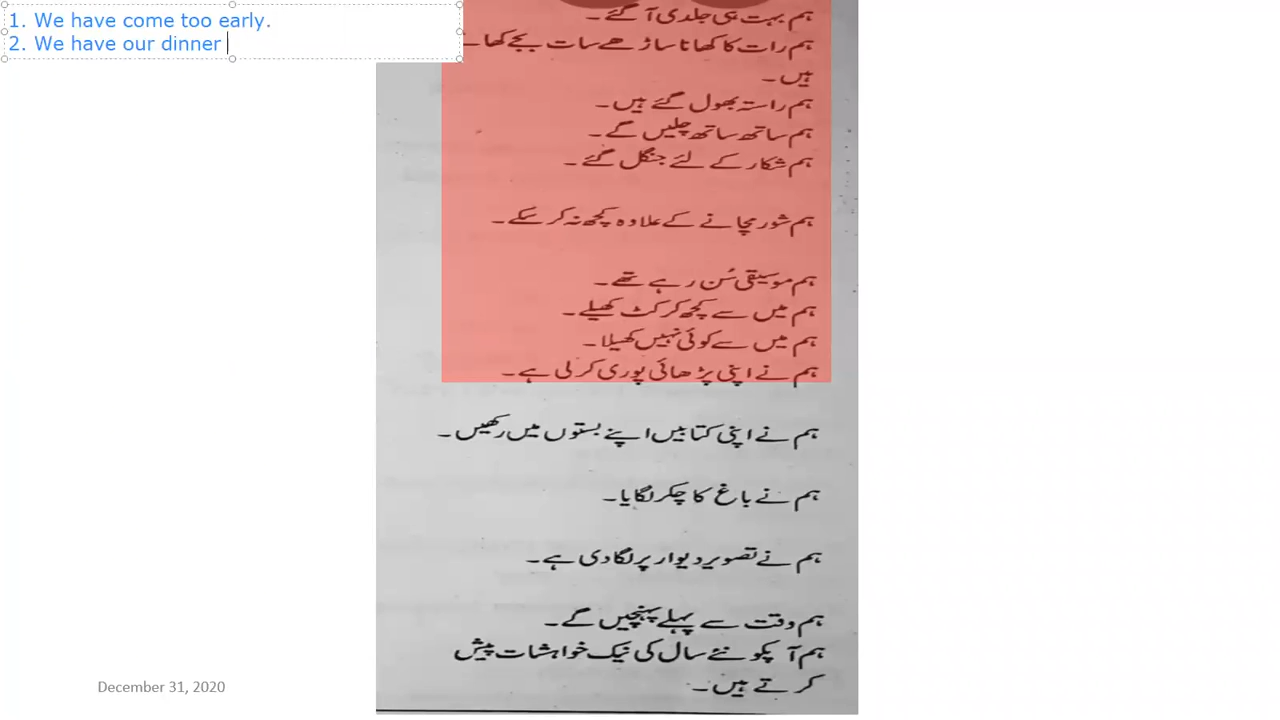 1. We have come too early.
2. We have our dinner
ہم بہت ہی جلدی آ گئے۔
ہم رات کا کھانا ساڑھے سات بجے کھاتے
ہیں۔
ہم راستہ بھول گئے ہیں۔
ہم ساتھ ساتھ چلیں گے۔
ہم شکار کے لئے جنگل گئے۔
ہم شور مچانے کے علاوہ کچھ نہ کر سکے۔
ہم موسیقی سُن رہے تھے۔
ہم میں سے کچھ کرکٹ کھیلے۔
ہم میں سے کوئی نہیں کھیلا۔
ہم نے اپنی پڑھائی پوری کر لی ہے۔
ہم نے اپنی کتابیں اپنے بستوں میں رکھیں۔
ہم نے باغ کا چکر لگایا۔
ہم نے تصویر دیوار پر لگا دی ہے۔
ہم وقت سے پہلے پہنچیں گے۔
ہم آپکو نئے سال کی نیک خواہشات پیش
کرتے ہیں۔
December 31, 2020